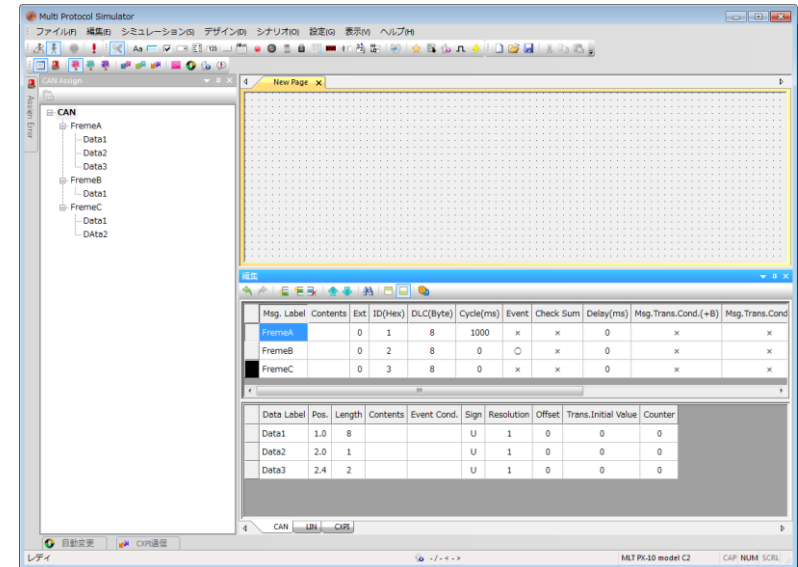 Multi Protocol Simulator
ファイル(F) 編集(E) シミュレーション(S) デザイン(D) シナリオ(O) 設定(G) 表示(V) ヘルプ(H)
CAN Assign
Assign Error
CAN
FremeA
Data1
Data2
Data3
FremeB
Data1
FremeC
Data1
DAta2
New Page
編集
Msg. Label Contents Ext ID(Hex) DLC(Byte) Cycle(ms) Event Check Sum Delay(ms) Msg.Trans.Cond.(+B) Msg.Trans.Cond
FremeA 0 1 8 1000 × × 0 × ×
FremeB 0 2 8 0 ○ × 0 × ×
FremeC 0 3 8 0 × × 0 × ×
Data Label Pos. Length Contents Event Cond. Sign Resolution Offset Trans.Initial Value Counter
Data1 1.0 8 U 1 0 0 0
Data2 2.0 1 U 1 0 0 0
Data3 2.4 2 U 1 0 0 0
CAN LIN CXPI
自動変更 CXPI通信
レディ - / - < - > MLT PX-10 model C2 CAP NUM SCRL